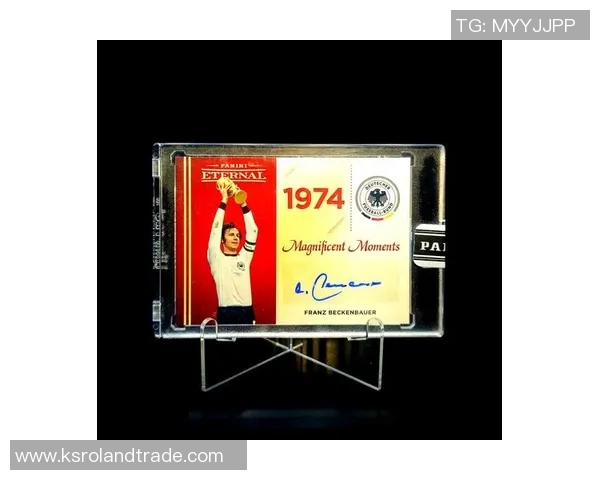 TG: MYYJJPP
PANINI
ETERNAL
1974
DEUTSCHER
FUSSBALL-BUND
Magnificent Moments
FRANZ BECKENBAUER
PA
www.ksrolandtrade.com